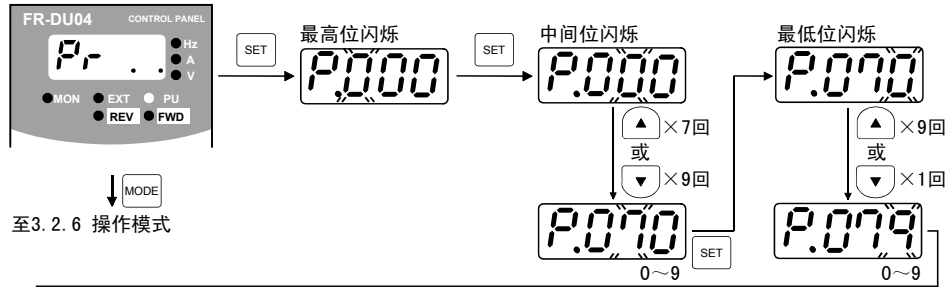 FR-DU04 CONTROL PANEL
Pr ..
Hz
A
V
MON EXT PU
REV FWD
MODE
至3.2.6 操作模式
SET
最高位闪烁
P.000
SET
中间位闪烁
P.000
▲ ×7回
或
▼ ×9回
P.070
0～9
SET
最低位闪烁
P.070
▲ ×9回
或
▼ ×1回
P.079
0～9